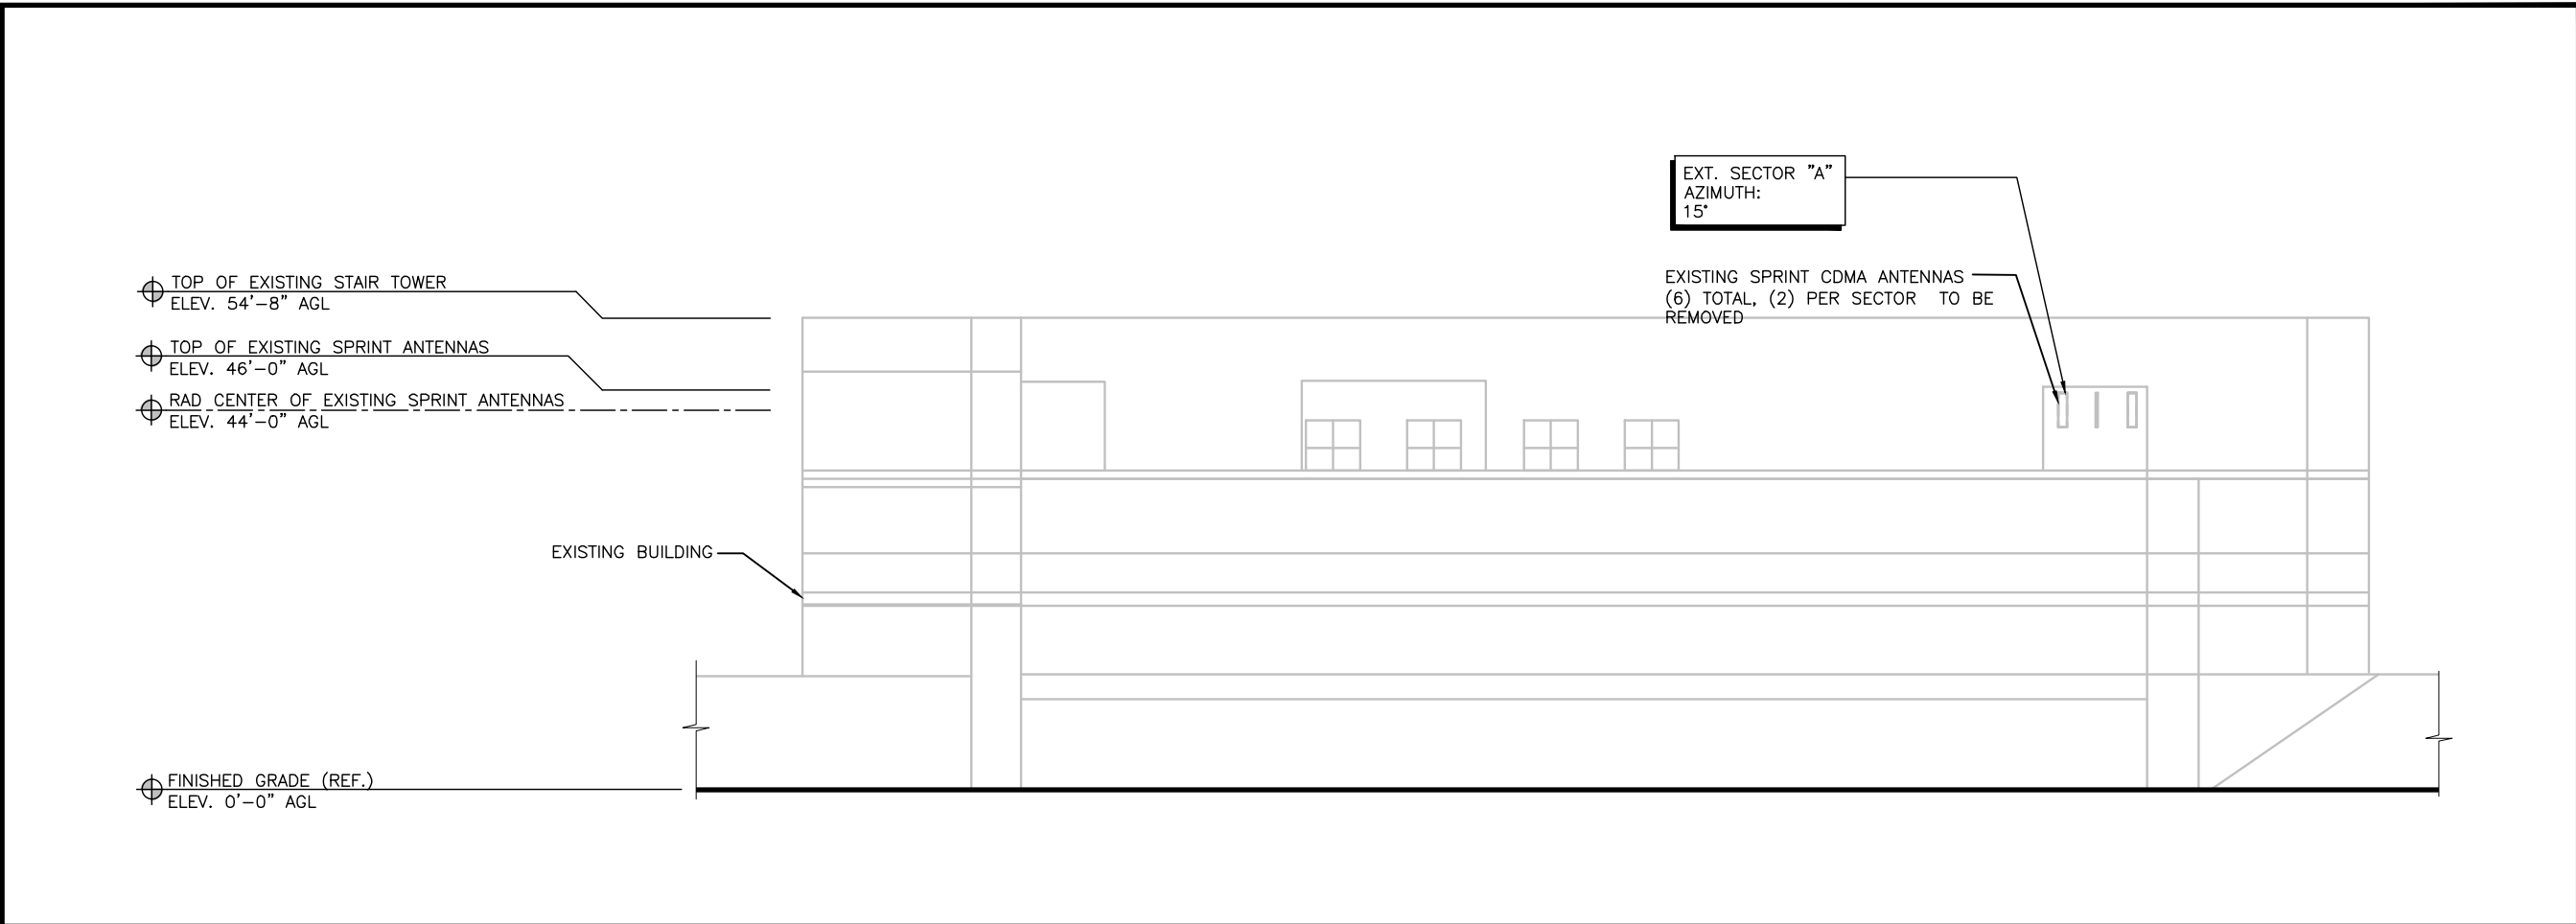 EXT. SECTOR "A"
AZIMUTH:
15°
EXISTING SPRINT CDMA ANTENNAS
(6) TOTAL, (2) PER SECTOR TO BE
REMOVED
TOP OF EXISTING STAIR TOWER
ELEV. 54'-8" AGL
TOP OF EXISTING SPRINT ANTENNAS
ELEV. 46'-0" AGL
RAD CENTER OF EXISTING SPRINT ANTENNAS
ELEV. 44'-0" AGL
EXISTING BUILDING
FINISHED GRADE (REF.)
ELEV. 0'-0" AGL